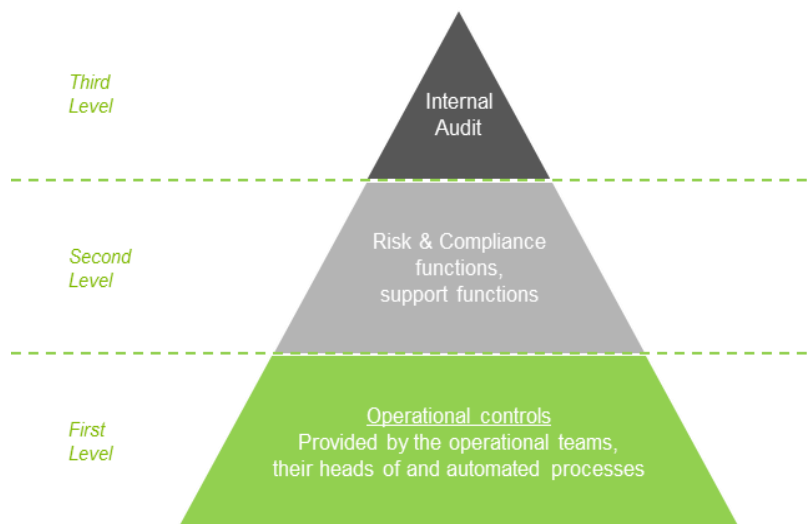 Third
Level
Internal
Audit
Second
Level
Risk & Compliance
functions,
support functions
First
Level
Operational controls
Provided by the operational teams,
their heads of and automated processes